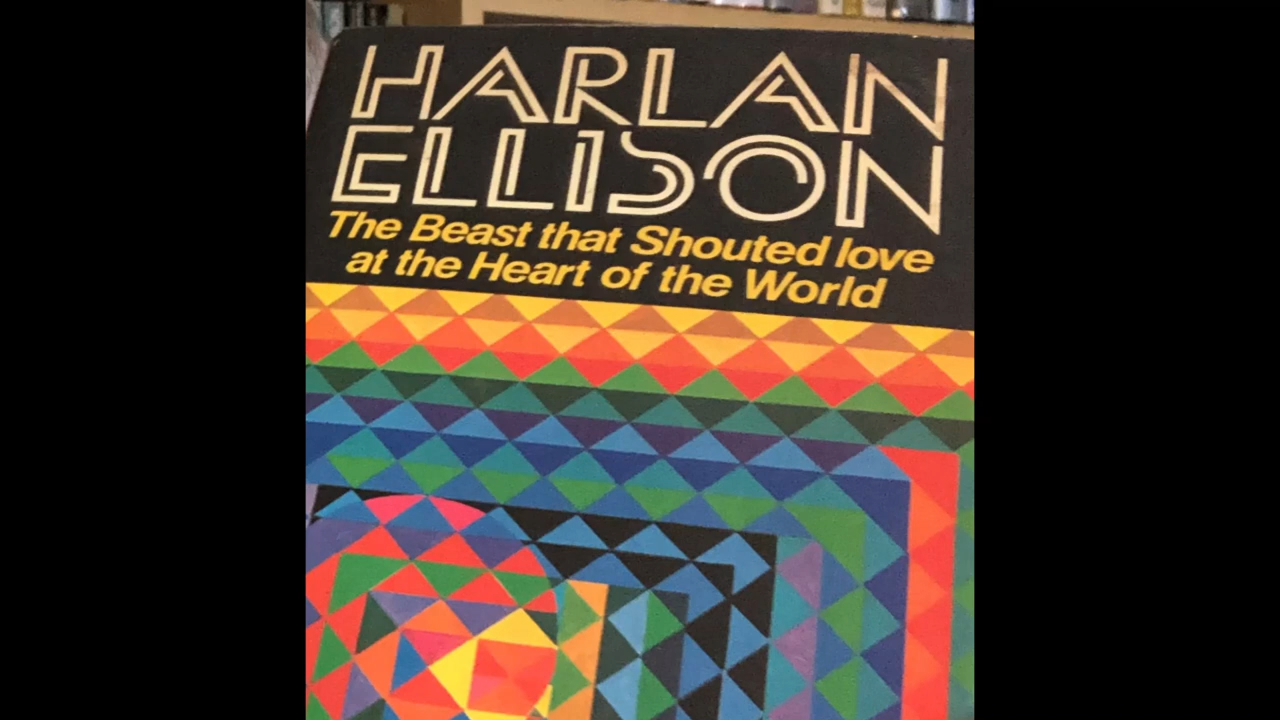 HARLAN
ELLISON
The Beast that Shouted love
at the Heart of the World